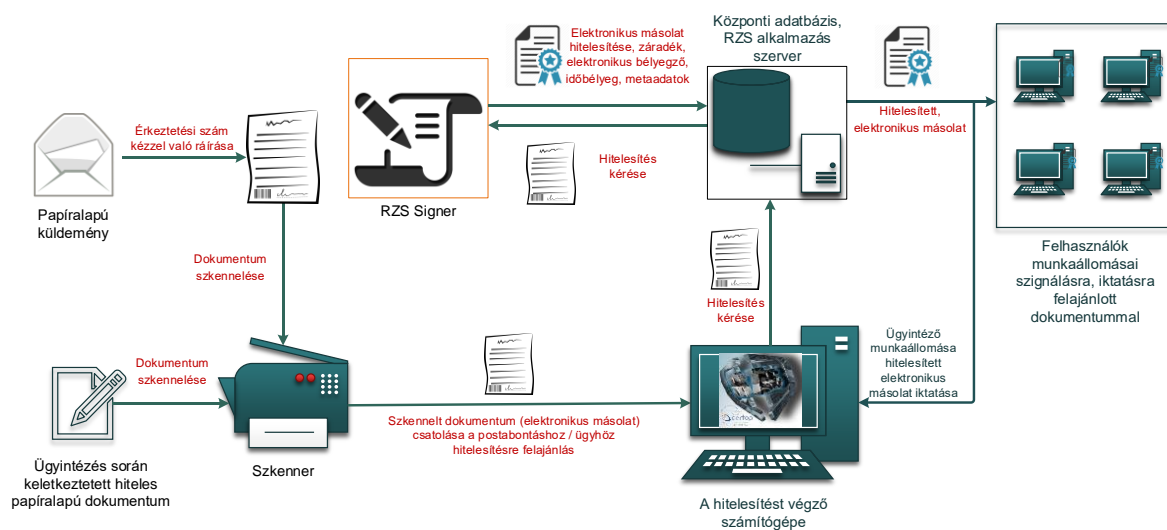 Elektronikus másolat
hitelesítése, záradék,
elektronikus bélyegző,
időbélyeg, metaadatok
Központi adatbázis,
RZS alkalmazás
szerver
Érkeztetési szám
kézzel való ráírása
Hitelesített,
elektronikus másolat
Hitelesítés
kérése
Papíralapú
küldemény
RZS Signer
Felhasználók
munkaállomásai
szignálásra, iktatásra
felajánlott
dokumentummal
Dokumentum
szkennelése
Hitelesítés
kérése
Ügyintéző
munkaállomása
hitelesített
elektronikus
másolat iktatása
Dokumentum
szkennelése
Szkennelt dokumentum (elektronikus másolat)
csatolása a postabontáshoz / ügyhöz
hitelesítésre felajánlás
Ügyintézés során
keletkeztetett hiteles
papíralapú dokumentum
Szkenner
A hitelesítést végző
számítógépe